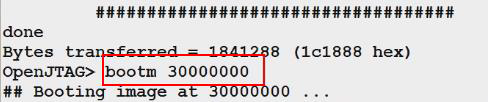 ##################################
done
Bytes transferred = 1841288 (1c1888 hex)
OpenJTAG> bootm 30000000
## Booting image at 30000000 ...